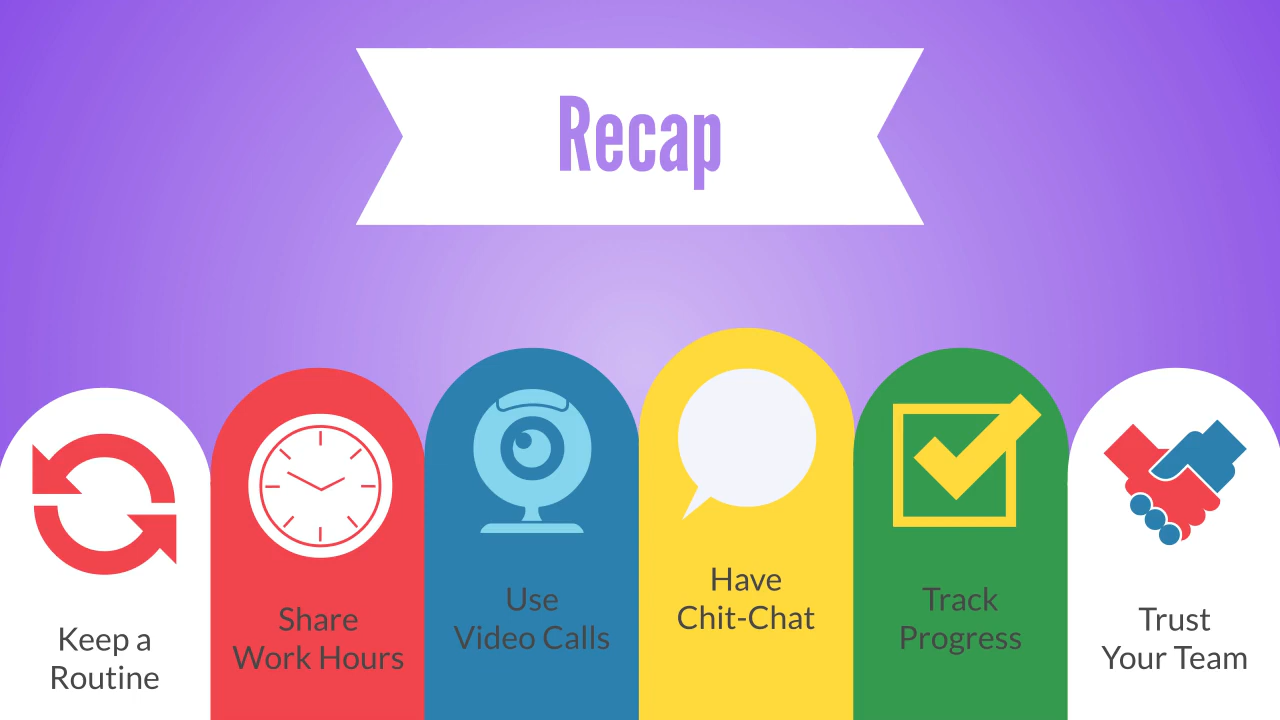 Recap
Keep a
Routine
Share
Work Hours
Use
Video Calls
Have
Chit-Chat
Track
Progress
Trust
Your Team